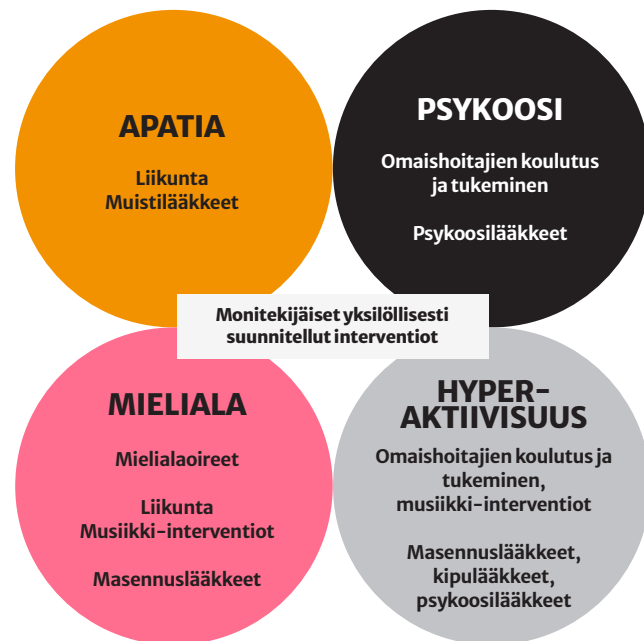 APATIA
Liikunta
Muistilääkkeet
PSYKOOSI
Omaishoitajien koulutus
ja tukeminen
Psykoosilääkkeet
Monitekijäiset yksilöllisesti
suunnitellut interventiot
MIELIALA
Mielialaoireet
Liikunta
Musiikki-interventiot
Masennuslääkkeet
HYPER-
AKTIIVISUUS
Omaishoitajien koulutus ja
tukeminen,
musiikki-interventiot
Masennuslääkkeet,
kipulääkkeet,
psykoosilääkkeet